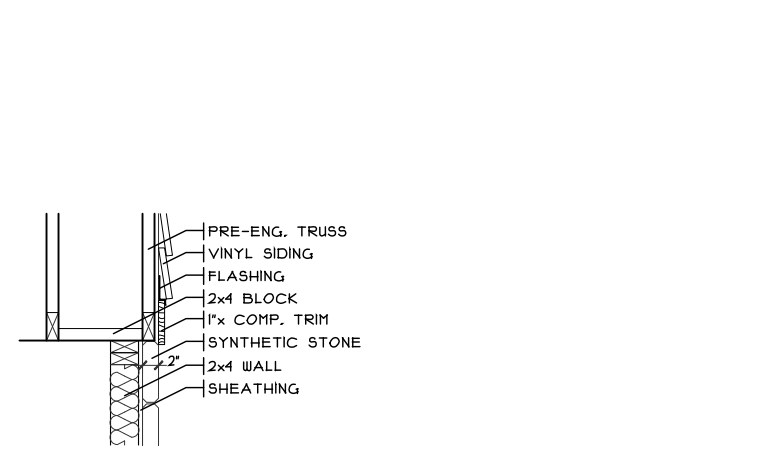 PRE-ENG. TRUSS
VINYL SIDING
FLASHING
2x4 BLOCK
1"x COMP. TRIM
SYNTHETIC STONE
2"
2x4 WALL
SHEATHING